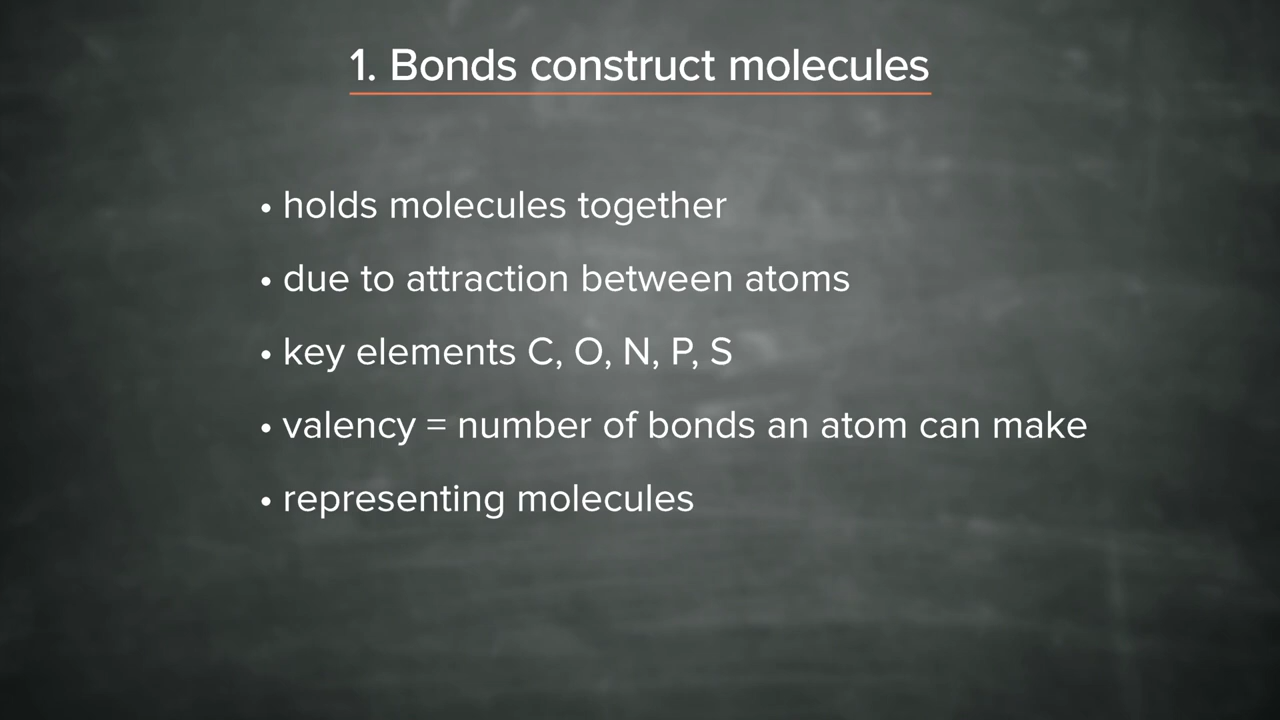 1. Bonds construct molecules
• holds molecules together
• due to attraction between atoms
• key elements C, O, N, P, S
• valency = number of bonds an atom can make
• representing molecules